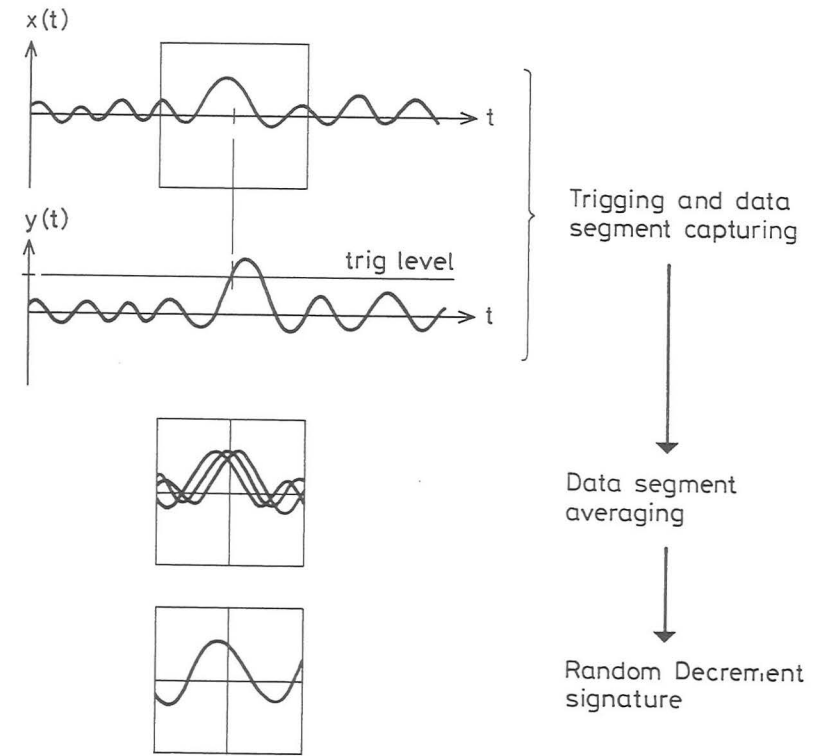 x(t)
t
Trigging and data
segment capturing
y(t)
trig level
t
Data segment
averaging
Random Decrement
signature